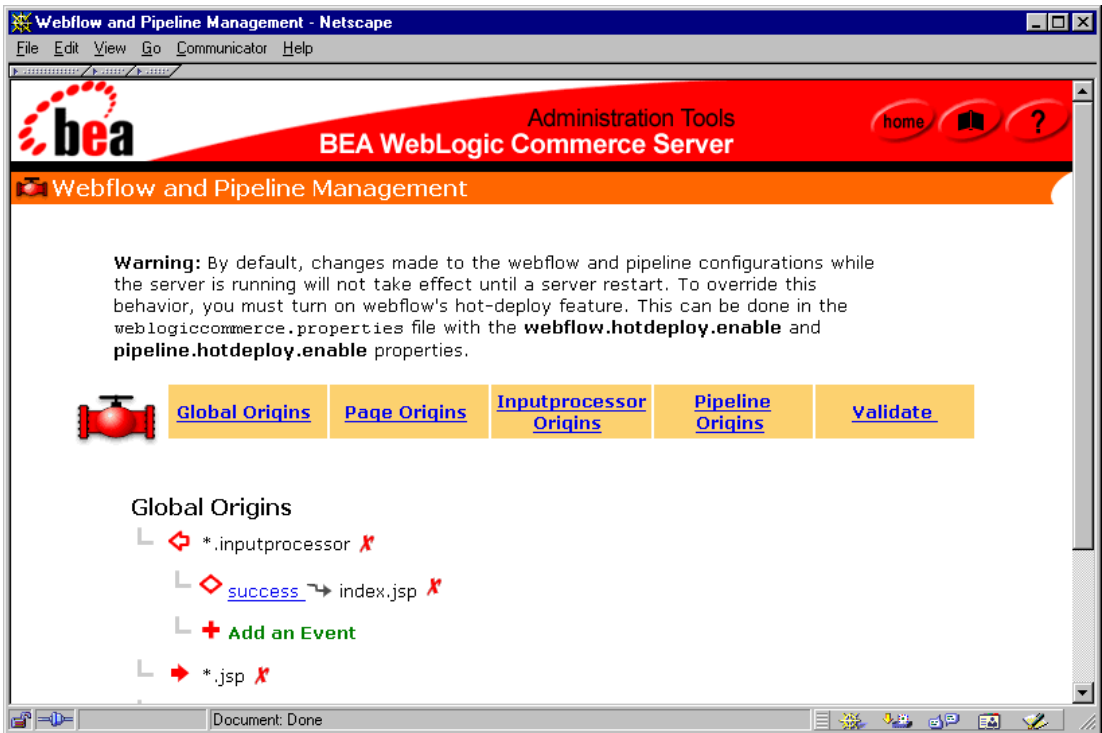 Webflow and Pipeline Management - Netscape
File Edit View Go Communicator Help
bea
Administration Tools
BEA WebLogic Commerce Server
home
?
Webflow and Pipeline Management
Warning: By default, changes made to the webflow and pipeline configurations while
the server is running will not take effect until a server restart. To override this
behavior, you must turn on webflow's hot-deploy feature. This can be done in the
weblogiccommerce.properties file with the webflow.hotdeploy.enable and
pipeline.hotdeploy.enable properties.
Global Origins
Page Origins
Inputprocessor
Origins
Pipeline
Origins
Validate
Global Origins
*.inputprocessor
success index.jsp
Add an Event
*.jsp
Document: Done